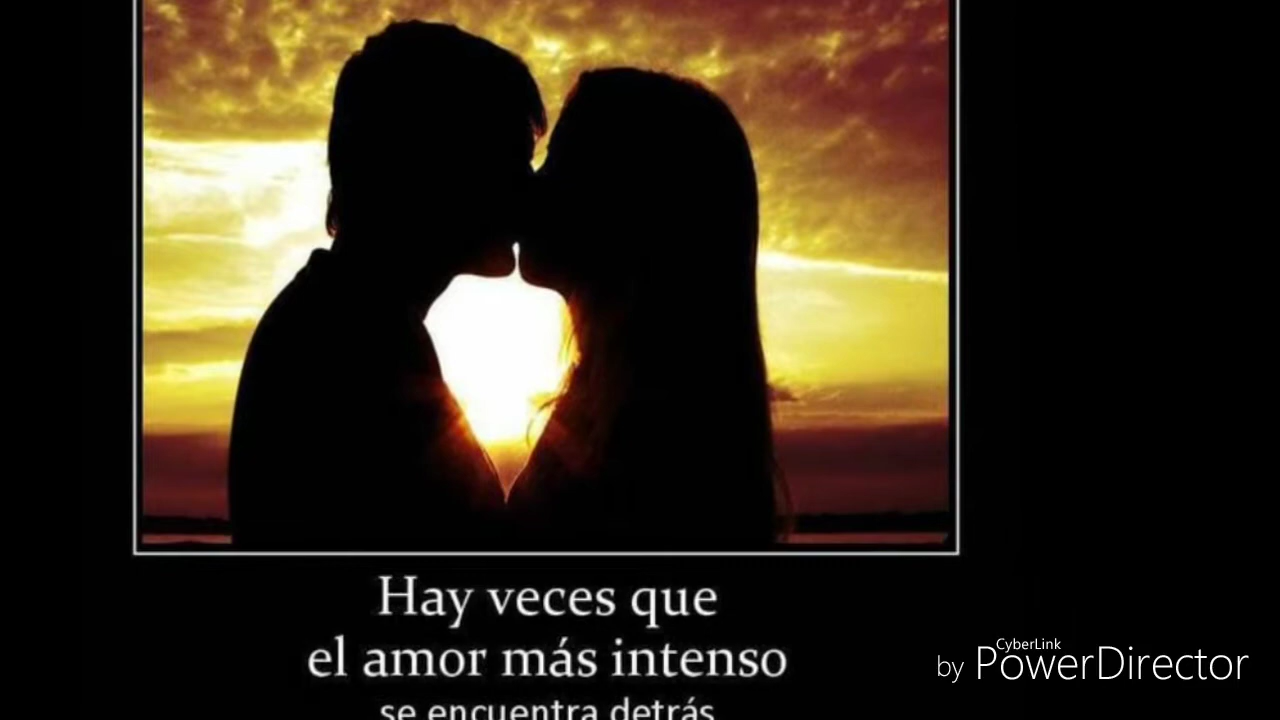 Hay veces que
el amor más intenso
se encuentra detrás
CyberLink
by PowerDirector